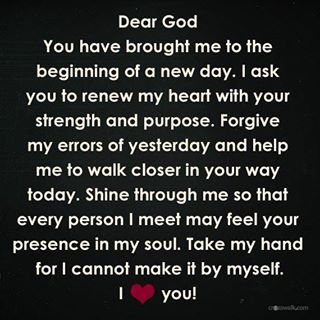 Dear God
You have brought me to the
beginning of a new day. I ask
you to renew my heart with your
strength and purpose. Forgive
my errors of yesterday and help
me to walk closer in your way
today. Shine through me so that
every person I meet may feel your
presence in my soul. Take my hand
for I cannot make it by myself.
I ❤ you!
crosswalk.com